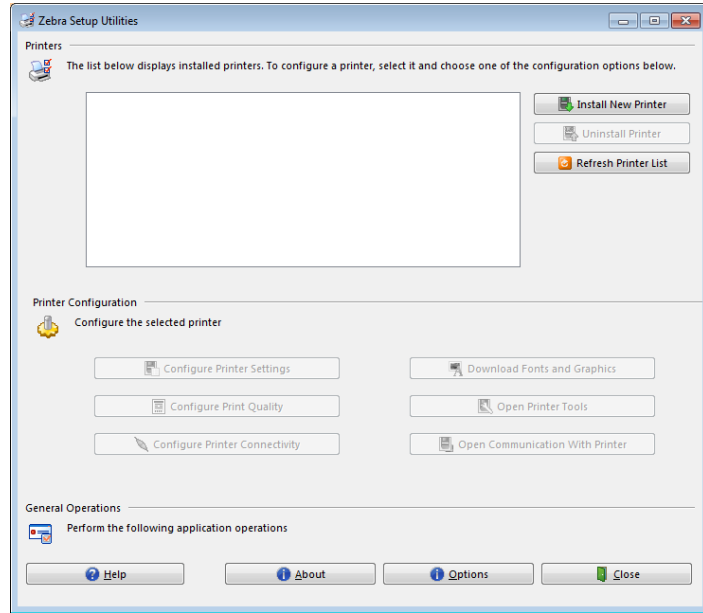 Zebra Setup Utilities
Printers
The list below displays installed printers. To configure a printer, select it and choose one of the configuration options below.
Install New Printer
Uninstall Printer
Refresh Printer List
Printer Configuration
Configure the selected printer
Configure Printer Settings
Download Fonts and Graphics
Configure Print Quality
Open Printer Tools
Configure Printer Connectivity
Open Communication With Printer
General Operations
Perform the following application operations
Help
About
Options
Close